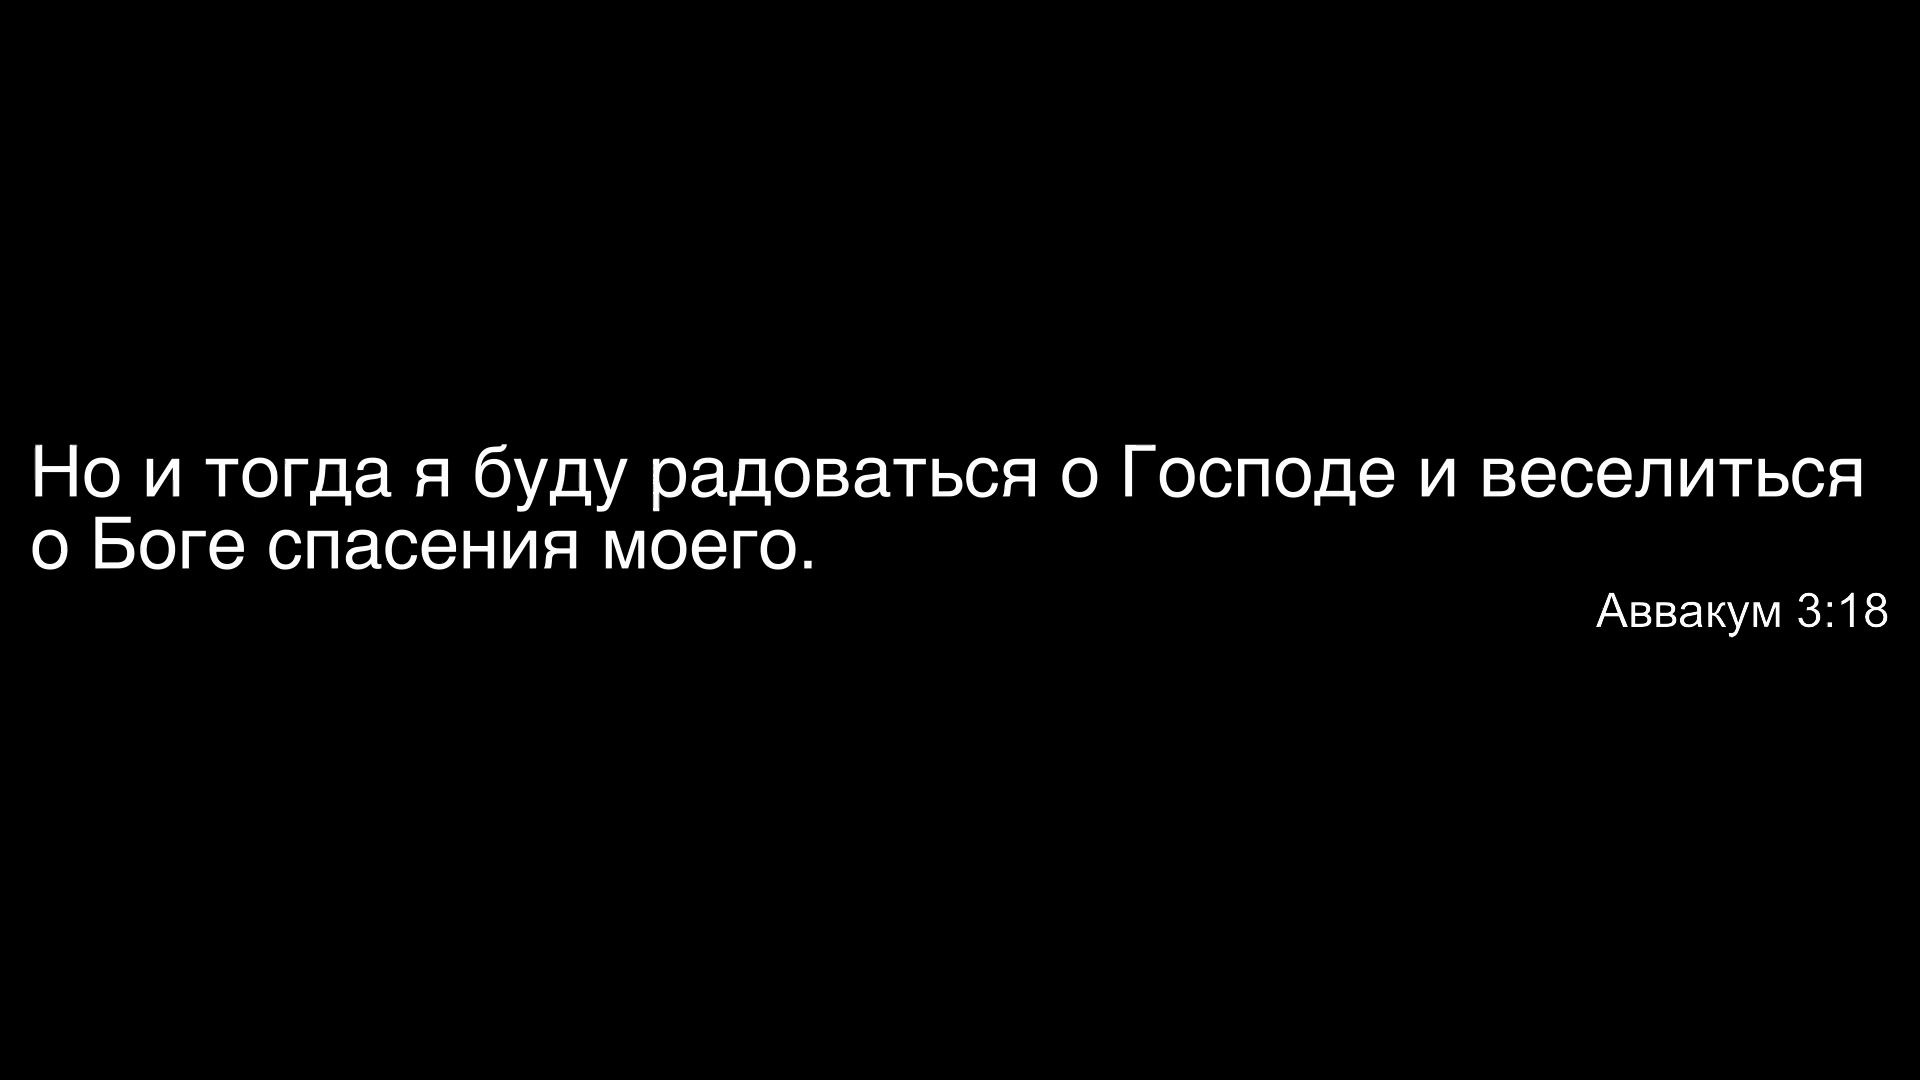 Но и тогда я буду радоваться о Господе и веселиться
о Боге спасения моего.
Аввакум 3:18